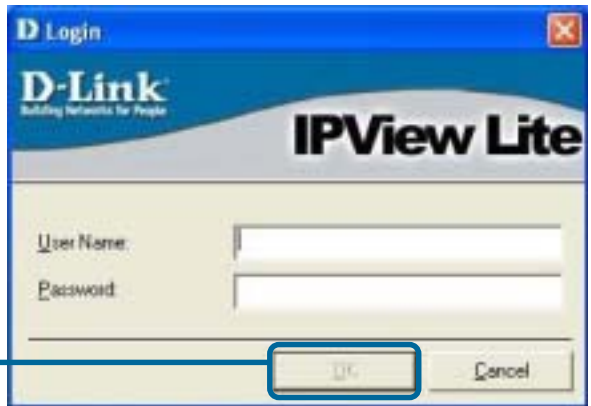 D Login
D-Link
Building Networks for People
IPView Lite
User Name:
Password:
OK
Cancel